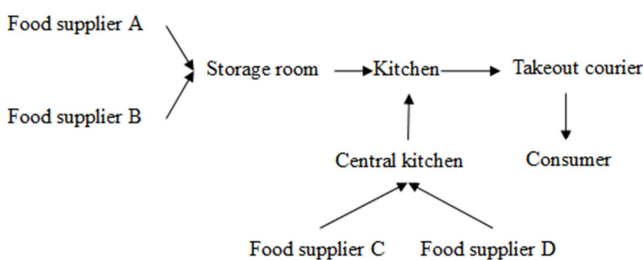 Food supplier A
Storage room
Kitchen
Takeout courier
Food supplier B
Central kitchen
Consumer
Food supplier C
Food supplier D